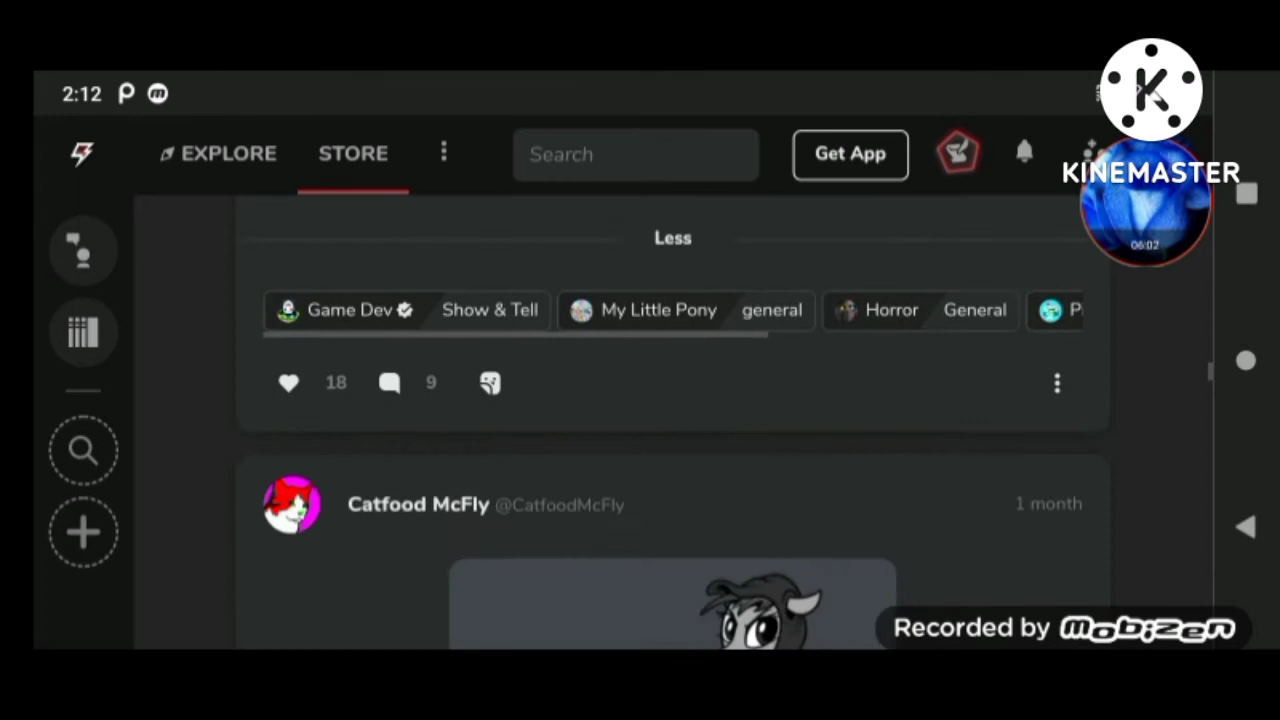 2:12
EXPLORE STORE Search Get App
KINEMASTER
06:02
Less
Game Dev Show & Tell My Little Pony general Horror General
18 9
Catfood McFly @CatfoodMcFly 1 month
Recorded by mobizen